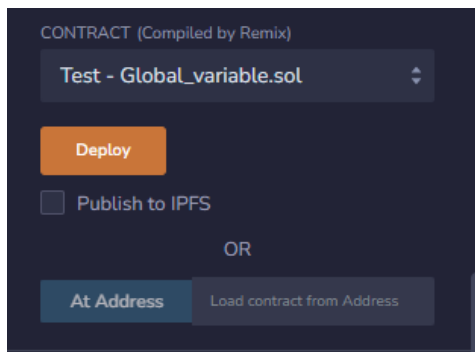 CONTRACT (Compiled by Remix)
Test - Global_variable.sol
Deploy
Publish to IPFS
OR
At Address Load contract from Address